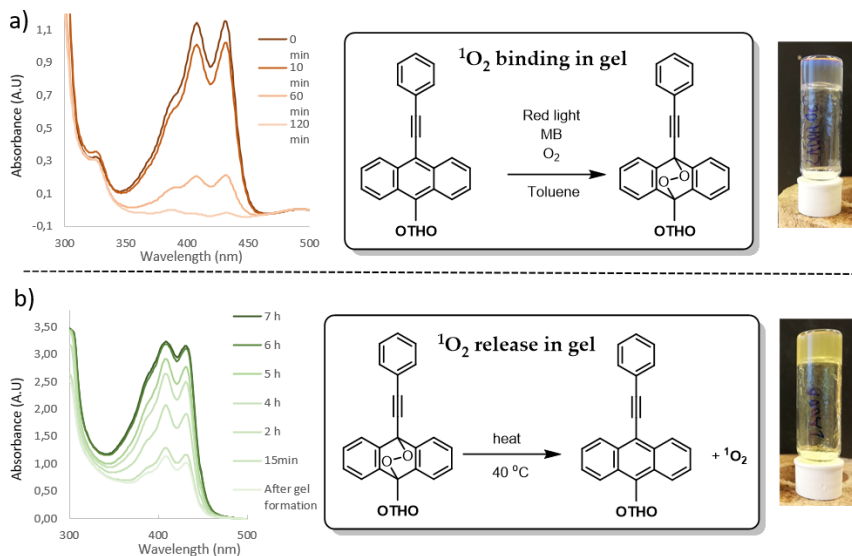 a)
Absorbance (A.U)
1,1
0,9
0,7
0,5
0,3
0,1
-0,1
300
400
500
Wavelength (nm)
0
min
10
min
60
min
120
min
¹O₂ binding in gel
Red light
MB
O₂
Toluene
O
O
OTHO
O
O
OTHO
b)
Absorbance (A.U)
3,50
3,00
2,50
2,00
1,50
1,00
0,50
0,00
300
400
500
Wavelength (nm)
7 h
6 h
5 h
4 h
2 h
15min
After gel
formation
¹O₂ release in gel
O
O
OTHO
heat
40 °C
OTHO
+ ¹O₂